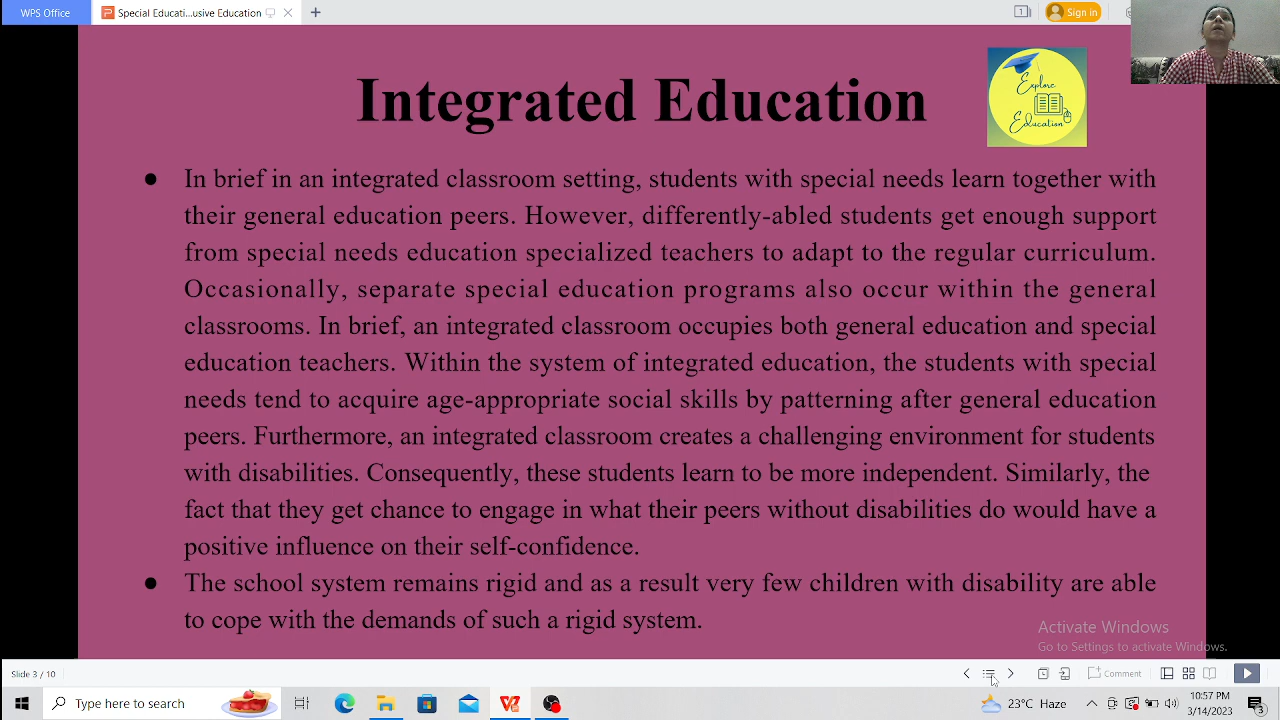 WPS Office
Special Educati...usive Education
Sign in
Integrated Education
Explore
Education
● In brief in an integrated classroom setting, students with special needs learn together with
their general education peers. However, differently-abled students get enough support
from special needs education specialized teachers to adapt to the regular curriculum.
Occasionally, separate special education programs also occur within the general
classrooms. In brief, an integrated classroom occupies both general education and special
education teachers. Within the system of integrated education, the students with special
needs tend to acquire age-appropriate social skills by patterning after general education
peers. Furthermore, an integrated classroom creates a challenging environment for students
with disabilities. Consequently, these students learn to be more independent. Similarly, the
fact that they get chance to engage in what their peers without disabilities do would have a
positive influence on their self-confidence.
● The school system remains rigid and as a result very few children with disability are able
to cope with the demands of such a rigid system.
Activate Windows
Go to Settings to activate Windows.
Slide 3 / 10
Comment
Type here to search
23°C Haze
10:57 PM
3/14/2023
3